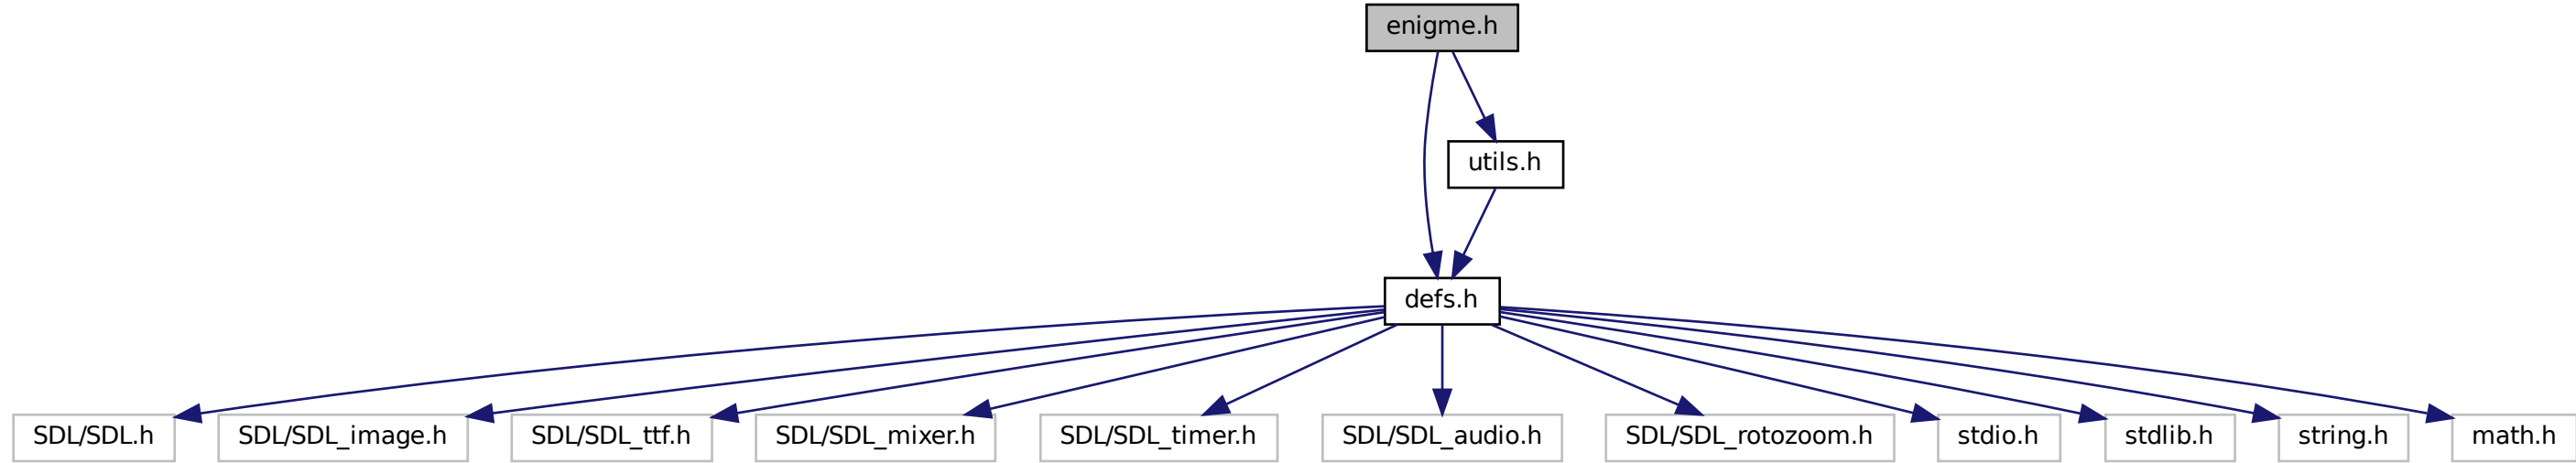 enigme.h
utils.h
defs.h
SDL/SDL.h
SDL/SDL_image.h
SDL/SDL_ttf.h
SDL/SDL_mixer.h
SDL/SDL_timer.h
SDL/SDL_audio.h
SDL/SDL_rotozoom.h
stdio.h
stdlib.h
string.h
math.h